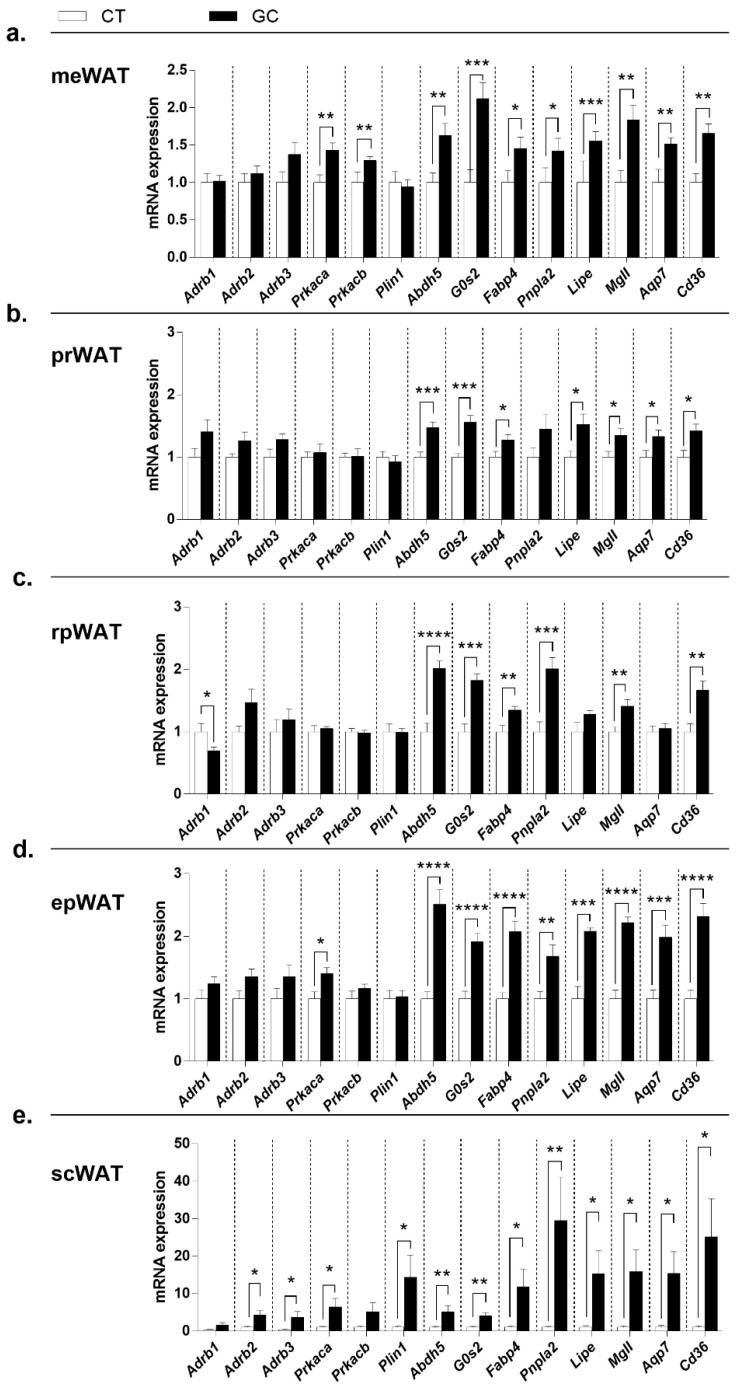 CT GC
a.
meWAT
mRNA expression
2.5
2.0
1.5
1.0
0.5
0.0
** ** ** *** * * *** ** ** **
Adrb1 Adrb2 Adrb3 Prkaca Prkacb Plin1 Abdh5 G0s2 Fabp4 Pnpla2 Lipe Mgll Aqp7 Cd36
b.
prWAT
mRNA expression
3
2
1
0
*** *** * * * * *
Adrb1 Adrb2 Adrb3 Prkaca Prkacb Plin1 Abdh5 G0s2 Fabp4 Pnpla2 Lipe Mgll Aqp7 Cd36
c.
rpWAT
mRNA expression
3
2
1
0
* **** *** ** *** ** **
Adrb1 Adrb2 Adrb3 Prkaca Prkacb Plin1 Abdh5 G0s2 Fabp4 Pnpla2 Lipe Mgll Aqp7 Cd36
d.
epWAT
mRNA expression
3
2
1
0
* **** **** **** ** *** **** *** ****
Adrb1 Adrb2 Adrb3 Prkaca Prkacb Plin1 Abdh5 G0s2 Fabp4 Pnpla2 Lipe Mgll Aqp7 Cd36
e.
scWAT
mRNA expression
50
40
30
20
10
0
* * * * ** ** * ** * * * *
Adrb1 Adrb2 Adrb3 Prkaca Prkacb Plin1 Abdh5 G0s2 Fabp4 Pnpla2 Lipe Mgll Aqp7 Cd36